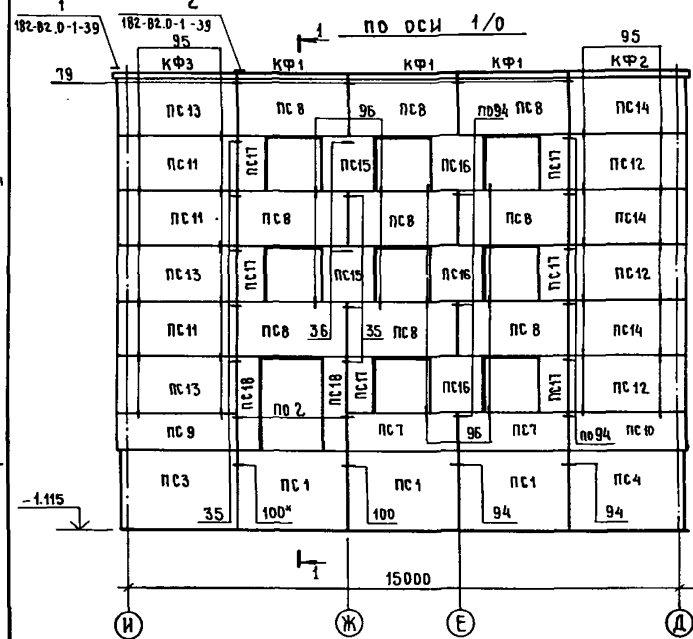 1 2
182-В2.0-1-39 182-В2.0-1-39 1 ПО ОСИ 1/0
95 95
КФ3 КФ1 КФ1 КФ1 КФ2
79
ПС13 ПС8 ПС8 ПС8 ПС14
96 ПО94
ПС11 ПС17 ПС15 ПС16 ПС17 ПС12
ПС11 ПС8 ПС8 ПС8 ПС14
ПС13 ПС17 ПС15 ПС16 ПС17 ПС12
ПС11 ПС8 36 35 ПС8 ПС8 ПС14
ПС13 ПС18 ПО2 ПС18 ПС17 ПС16 ПС17 ПС12
ПС9 ПС7 96 ПС7 ПО94 ПС10
ПС3 ПС1 ПС1 ПС1 ПС4
-1.115 35 100* 100 94 94
1
15000
И Ж Е Д